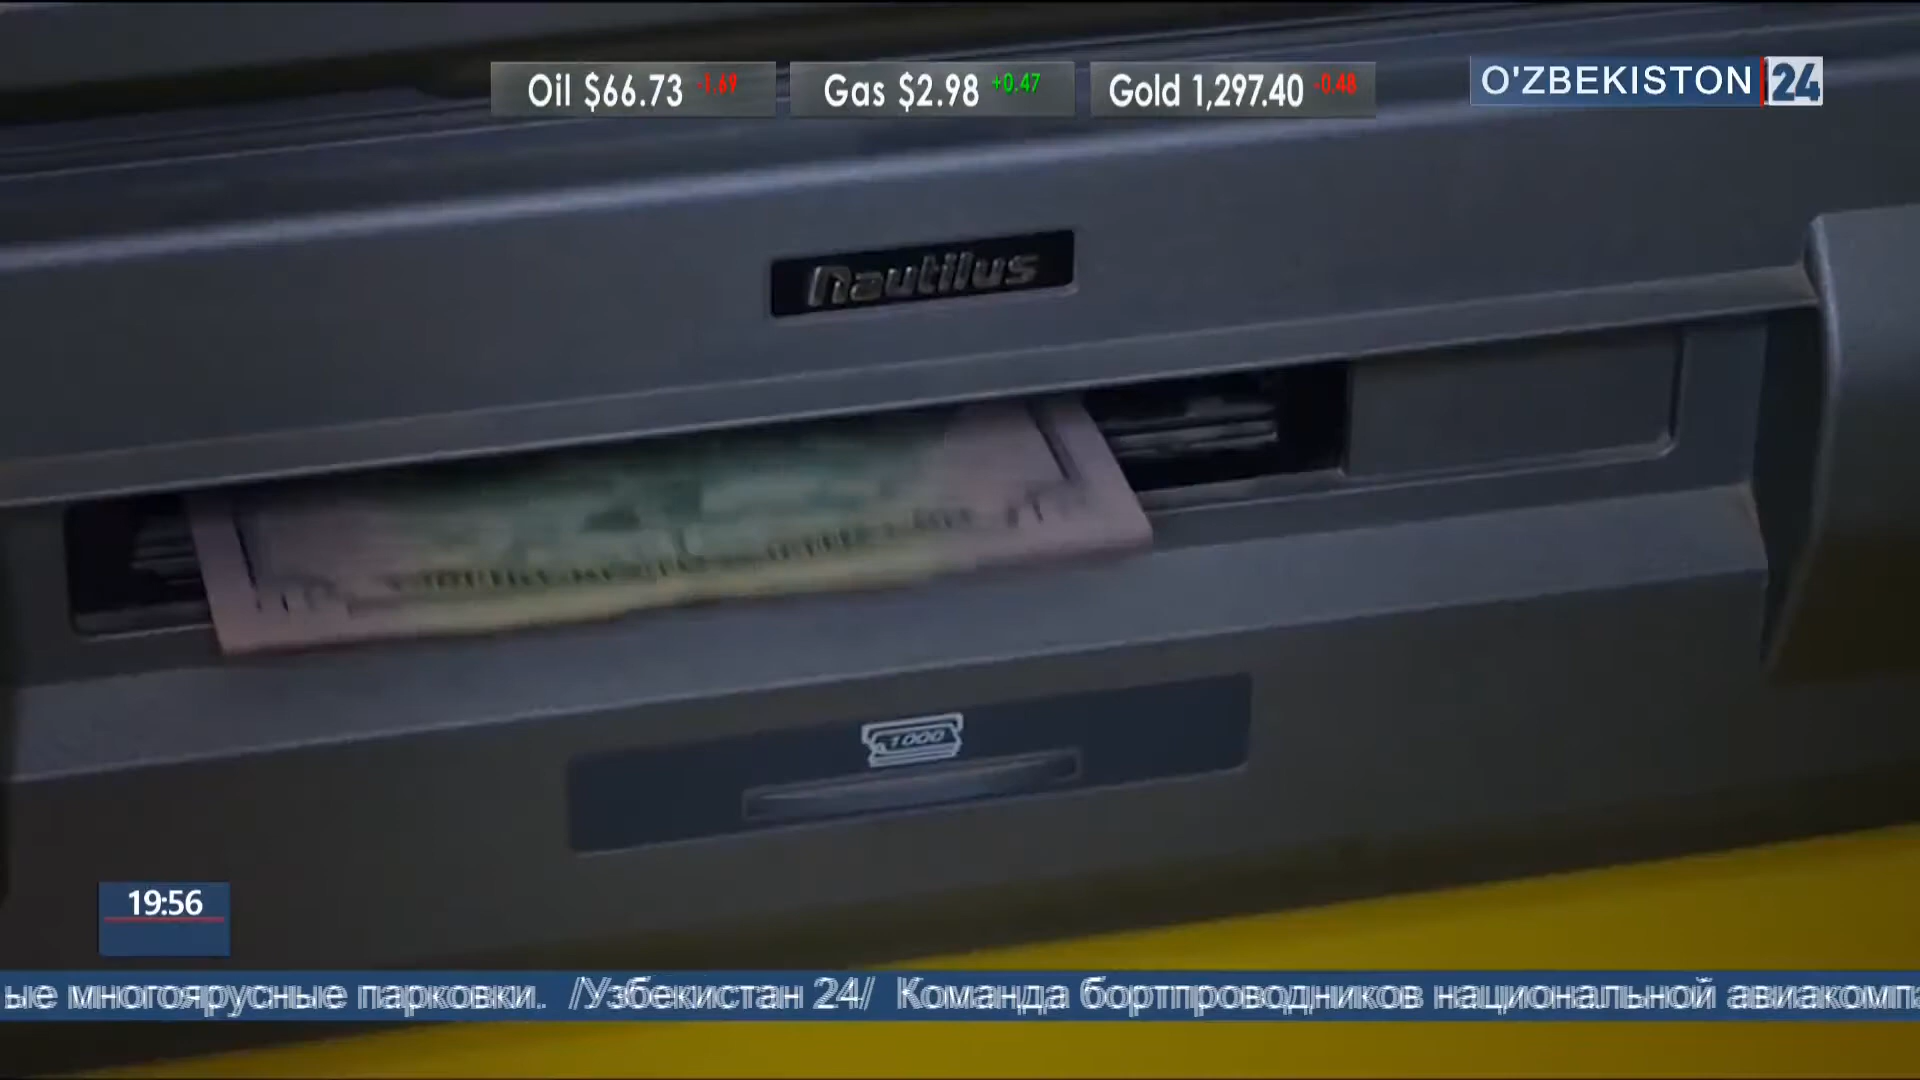 Oil $66.73 -1,69
Gas $2.98 +0.47
Gold 1,297.40 -0.48
O'ZBEKISTON 24
Nautilus
1000
19:56
ые многоярусные парковки. /Узбекистан 24/ Команда бортпроводников национальной авиакомпа